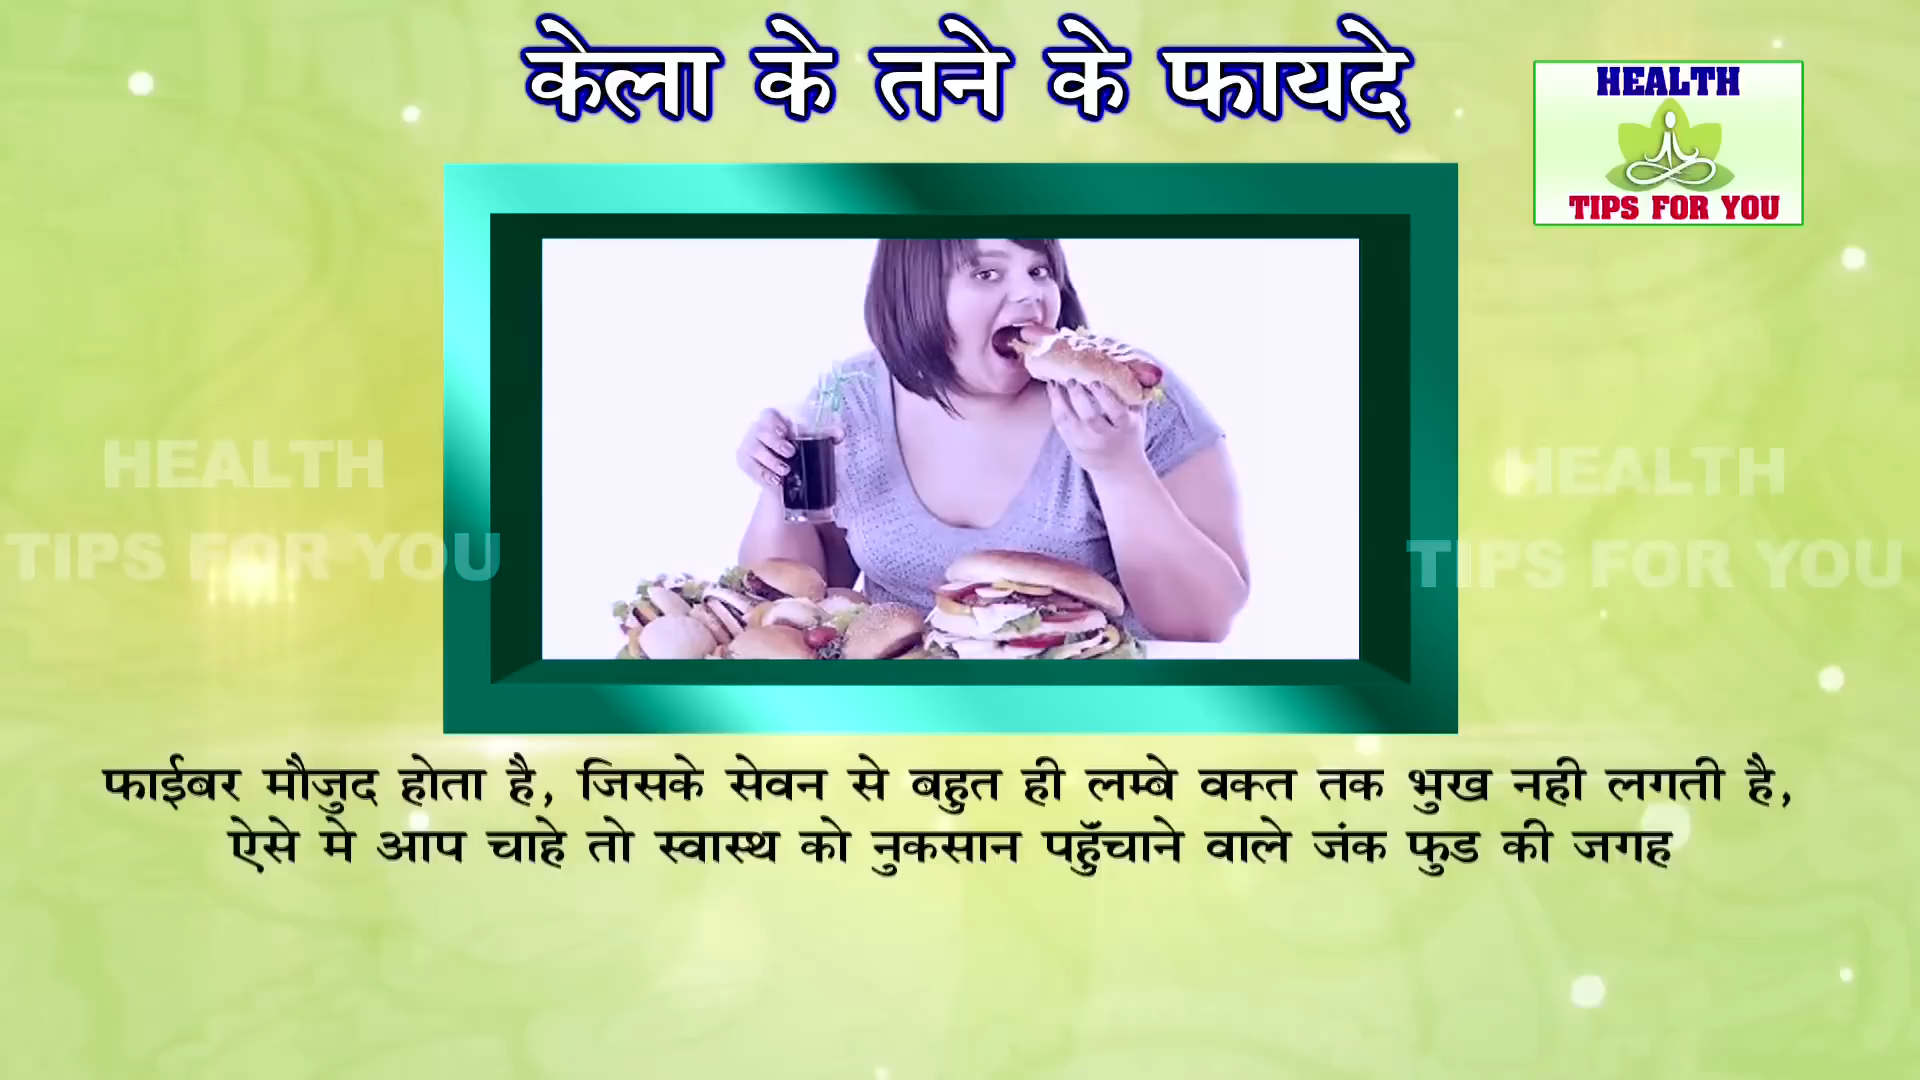 केला के तने के फायदे
HEALTH
TIPS FOR YOU
HEALTH
TIPS FOR YOU
HEALTH
TIPS FOR YOU
फाईबर मौजुद होता है, जिसके सेवन से बहुत ही लम्बे वक्त तक भुख नही लगती है,
ऐसे मे आप चाहे तो स्वास्थ को नुकसान पहुँचाने वाले जंक फुड की जगह